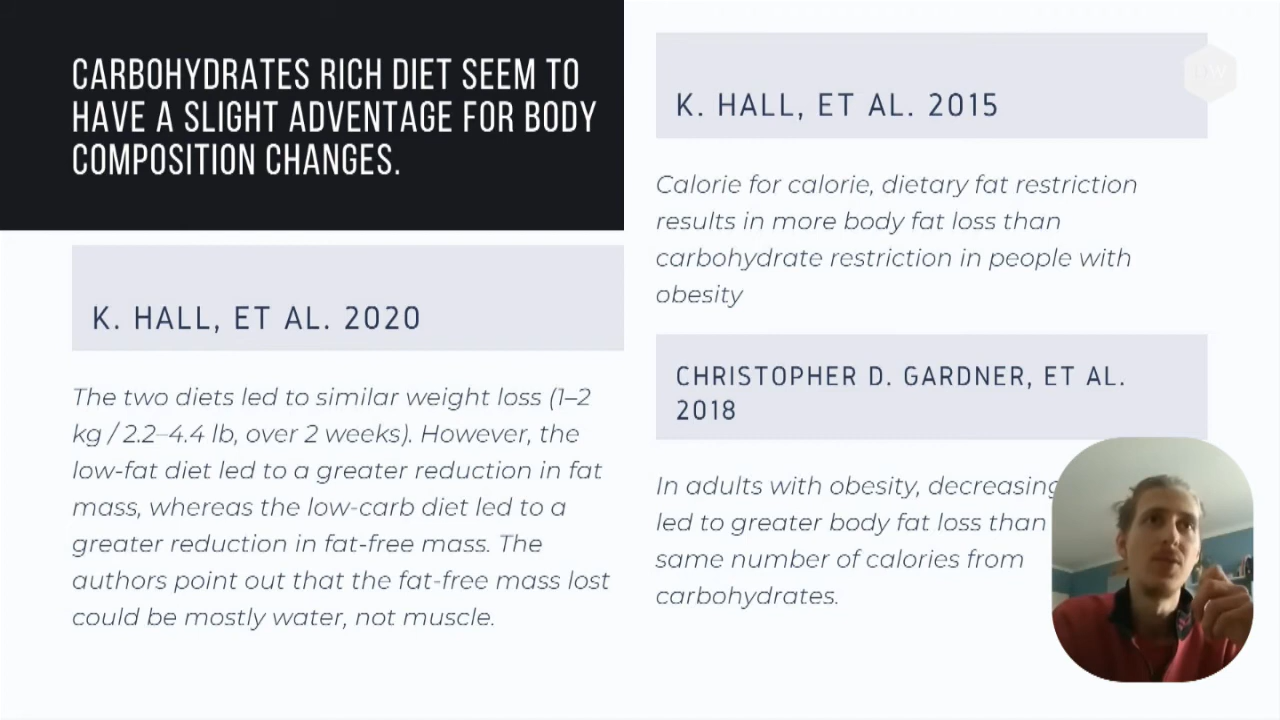 CARBOHYDRATES RICH DIET SEEM TO
HAVE A SLIGHT ADVENTAGE FOR BODY
COMPOSITION CHANGES.
K. HALL, ET AL. 2020
The two diets led to similar weight loss (1–2
kg / 2.2–4.4 lb, over 2 weeks). However, the
low-fat diet led to a greater reduction in fat
mass, whereas the low-carb diet led to a
greater reduction in fat-free mass. The
authors point out that the fat-free mass lost
could be mostly water, not muscle.
K. HALL, ET AL. 2015
Calorie for calorie, dietary fat restriction
results in more body fat loss than
carbohydrate restriction in people with
obesity
CHRISTOPHER D. GARDNER, ET AL.
2018
In adults with obesity, decreasing
led to greater body fat loss than
same number of calories from
carbohydrates.